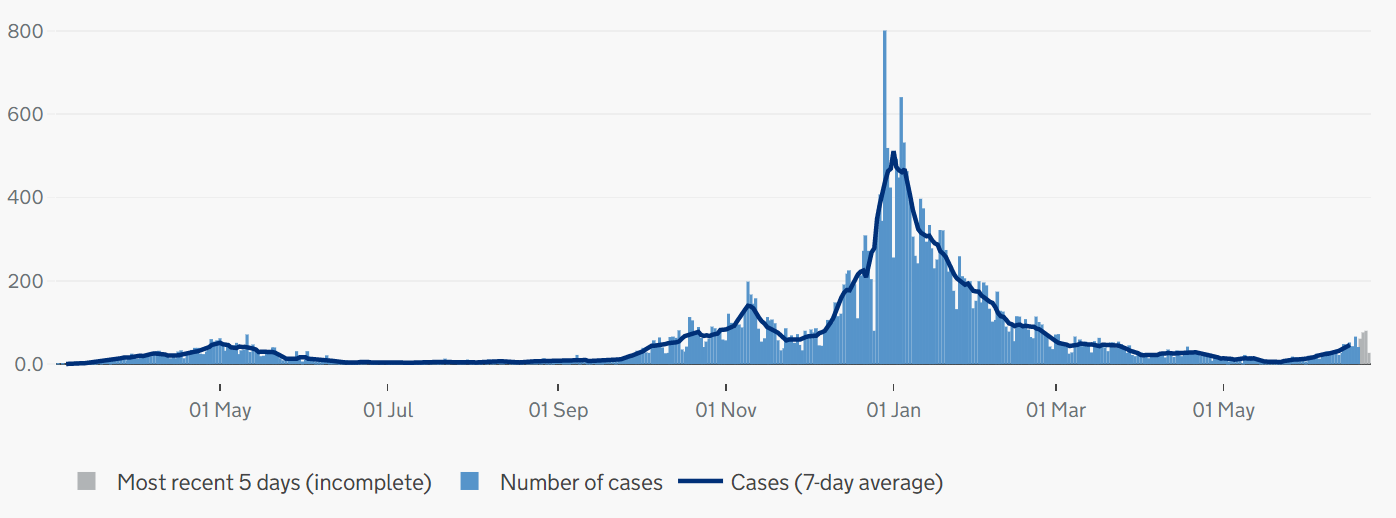 800
600
400
200
0.0
01 May
01 Jul
01 Sep
01 Nov
01 Jan
01 Mar
01 May
Most recent 5 days (incomplete)
Number of cases
Cases (7-day average)